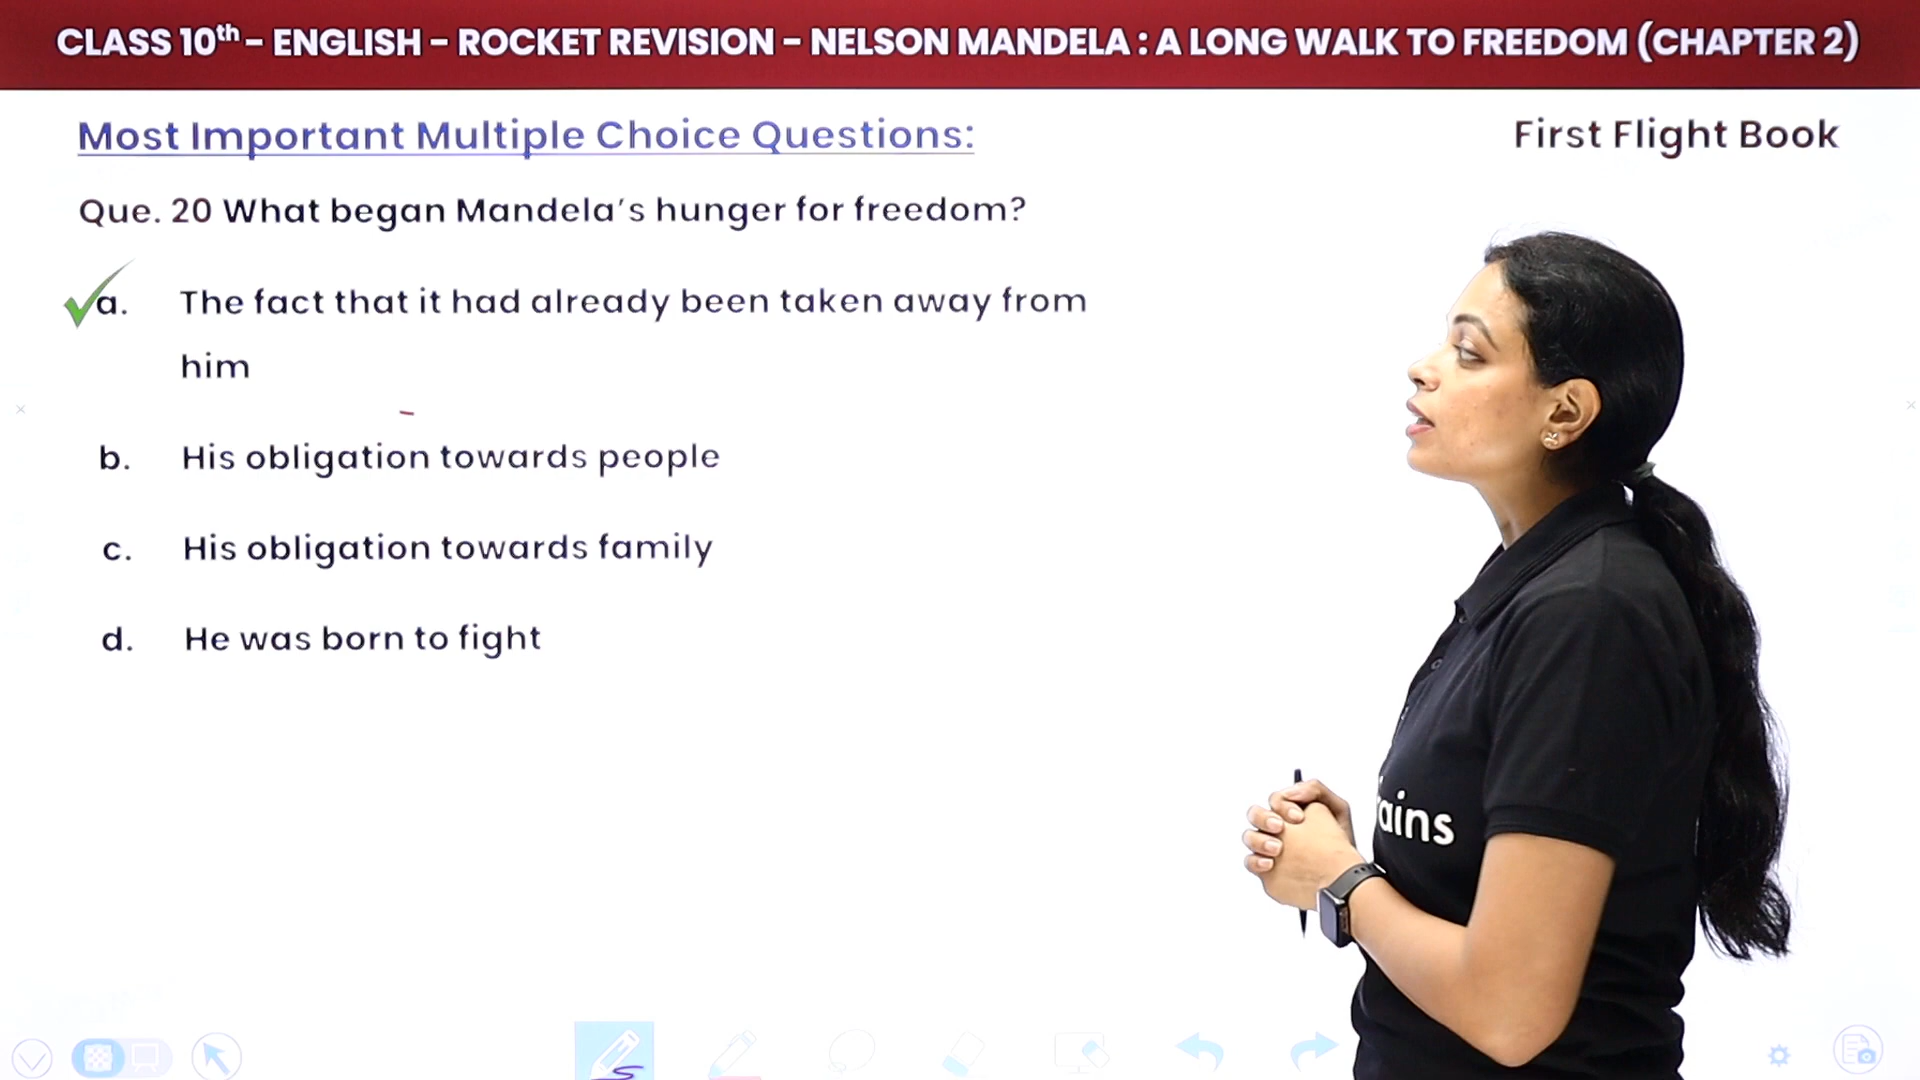 CLASS 10th - ENGLISH - ROCKET REVISION - NELSON MANDELA : A LONG WALK TO FREEDOM (CHAPTER 2)
Most Important Multiple Choice Questions:
First Flight Book
Que. 20 What began Mandela's hunger for freedom?
a. The fact that it had already been taken away from
him
b. His obligation towards people
c. His obligation towards family
d. He was born to fight
ains